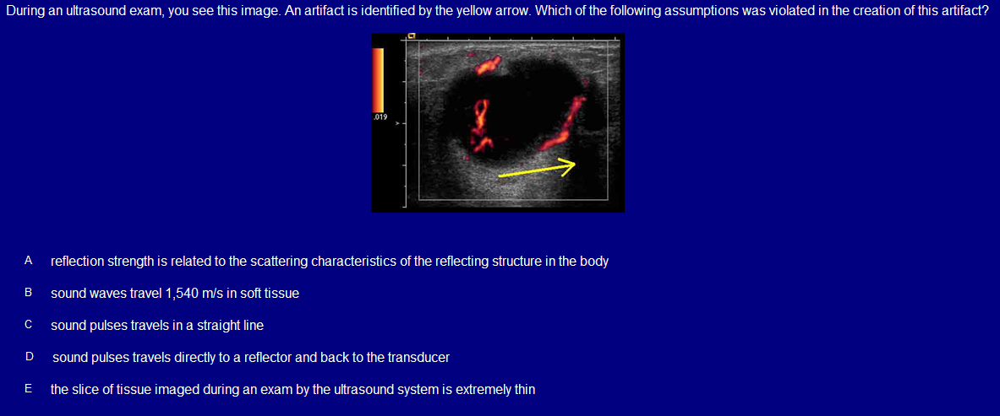 During an ultrasound exam, you see this image. An artifact is identified by the yellow arrow. Which of the following assumptions was violated in the creation of this artifact?
.019
A reflection strength is related to the scattering characteristics of the reflecting structure in the body
B sound waves travel 1,540 m/s in soft tissue
C sound pulses travels in a straight line
D sound pulses travels directly to a reflector and back to the transducer
E the slice of tissue imaged during an exam by the ultrasound system is extremely thin